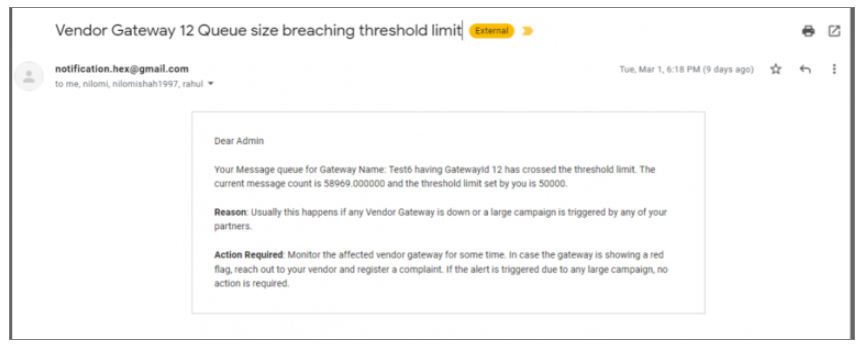 Vendor Gateway 12 Queue size breaching threshold limit External
notification.hex@gmail.com
Tue, Mar 1, 6:18 PM (9 days ago)
to me, nilomi, nilomishah1997, rahul
Dear Admin
Your Message queue for Gateway Name: Test6 having GatewayId 12 has crossed the threshold limit. The
current message count is 58969.000000 and the threshold limit set by you is 50000.
Reason: Usually this happens if any Vendor Gateway is down or a large campaign is triggered by any of your
partners.
Action Required: Monitor the affected vendor gateway for some time. In case the gateway is showing a red
flag, reach out to your vendor and register a complaint. If the alert is triggered due to any large campaign, no
action is required.